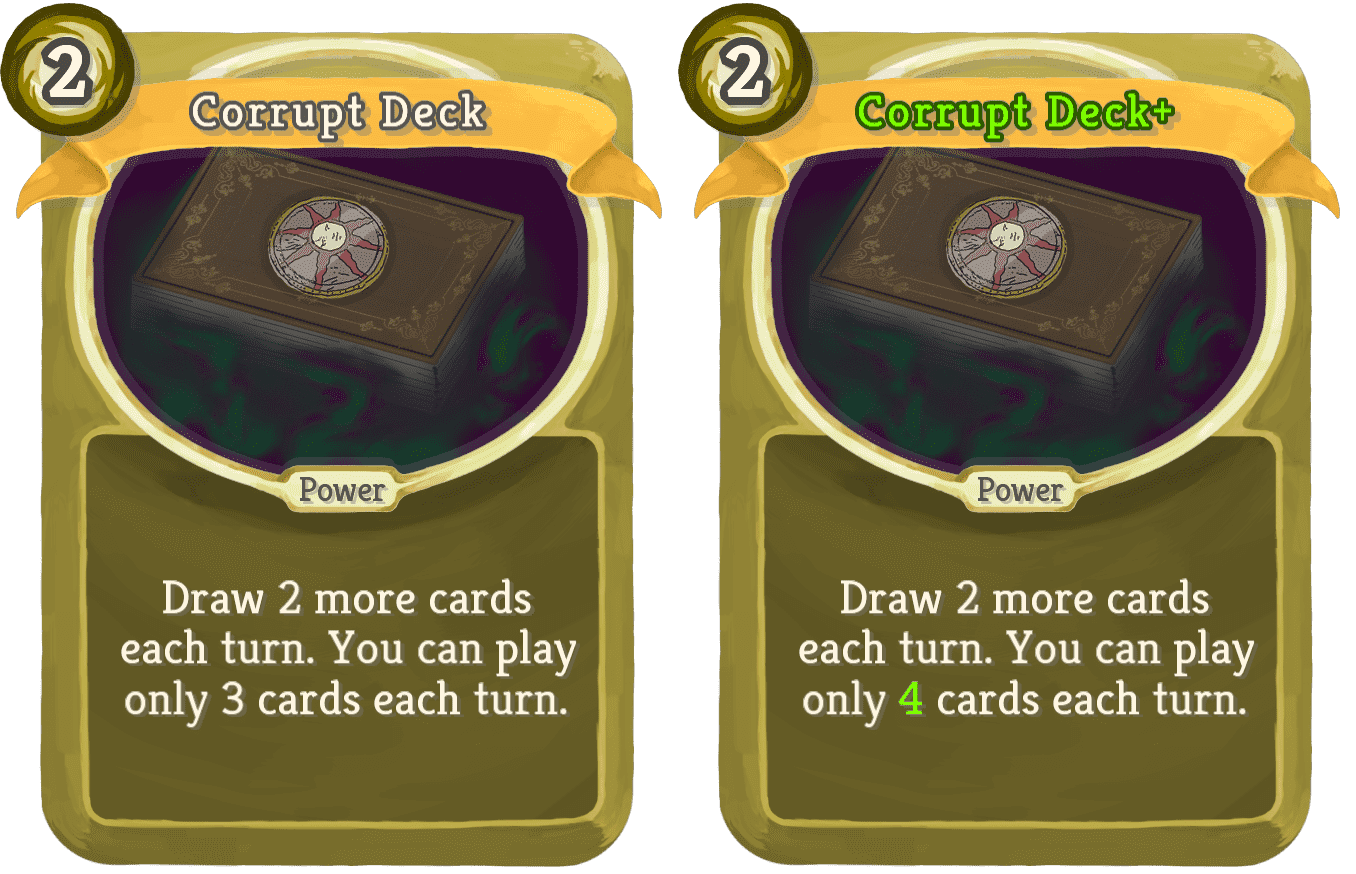 2
Corrupt Deck
Power
Draw 2 more cards
each turn. You can play
only 3 cards each turn.
2
Corrupt Deck+
Power
Draw 2 more cards
each turn. You can play
only 4 cards each turn.